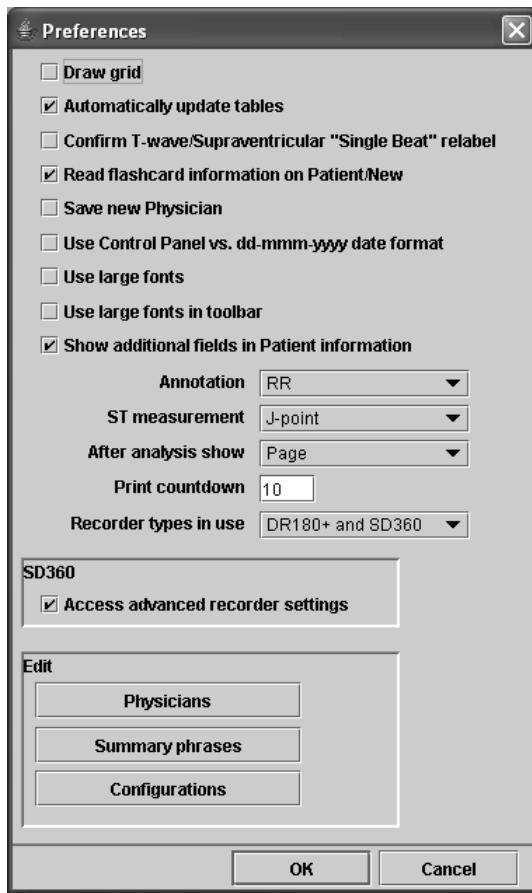 Preferences
Draw grid
Automatically update tables
Confirm T-wave/Supraventricular "Single Beat" relabel
Read flashcard information on Patient/New
Save new Physician
Use Control Panel vs. dd-mmm-yyyy date format
Use large fonts
Use large fonts in toolbar
Show additional fields in Patient information
Annotation RR
ST measurement J-point
After analysis show Page
Print countdown 10
Recorder types in use DR180+ and SD360
SD360
Access advanced recorder settings
Edit
Physicians
Summary phrases
Configurations
OK Cancel